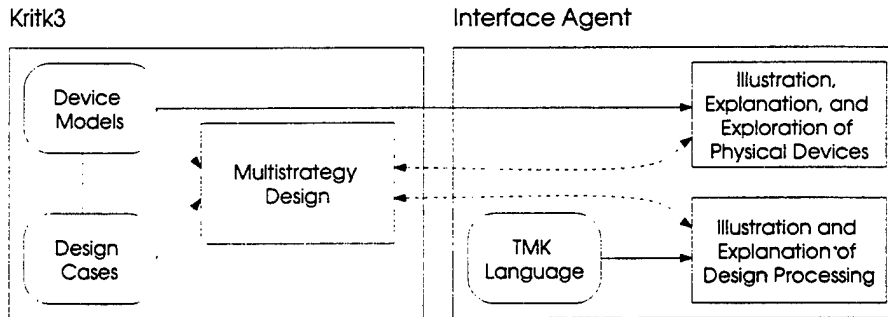 Kritk3
Interface Agent
Device
Models
Multistrategy
Design
Design
Cases
Illustration,
Explanation, and
Exploration of
Physical Devices
TMK
Language
Illustration and
Explanation of
Design Processing